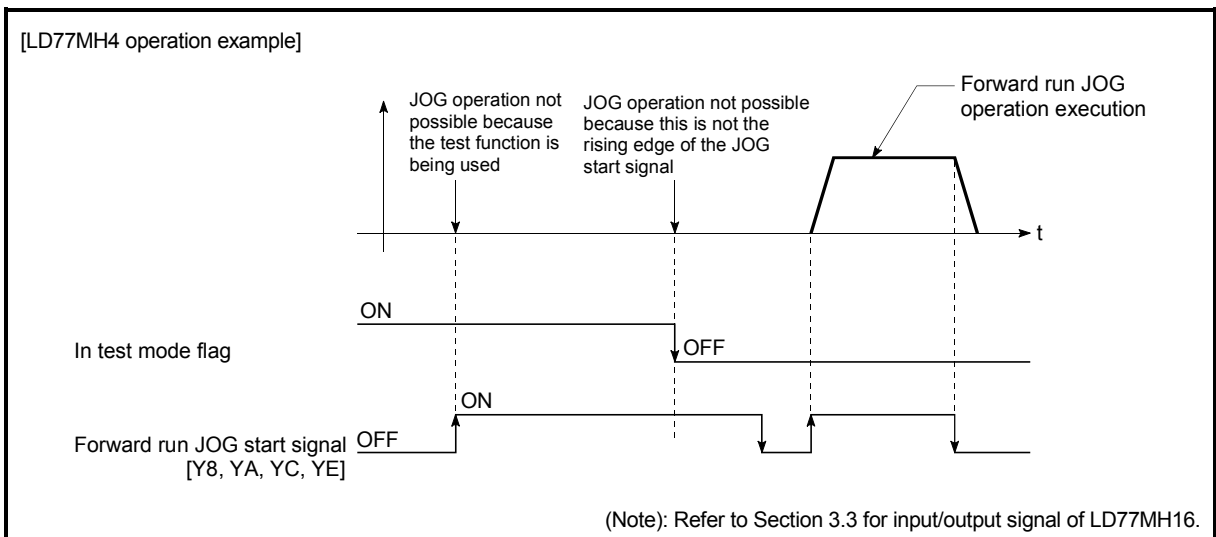 [LD77MH4 operation example]
JOG operation not
possible because
the test function is
being used
JOG operation not possible
because this is not the
rising edge of the JOG
start signal
Forward run JOG
operation execution
t
ON
In test mode flag
OFF
ON
Forward run JOG start signal
[Y8, YA, YC, YE]
OFF
(Note): Refer to Section 3.3 for input/output signal of LD77MH16.